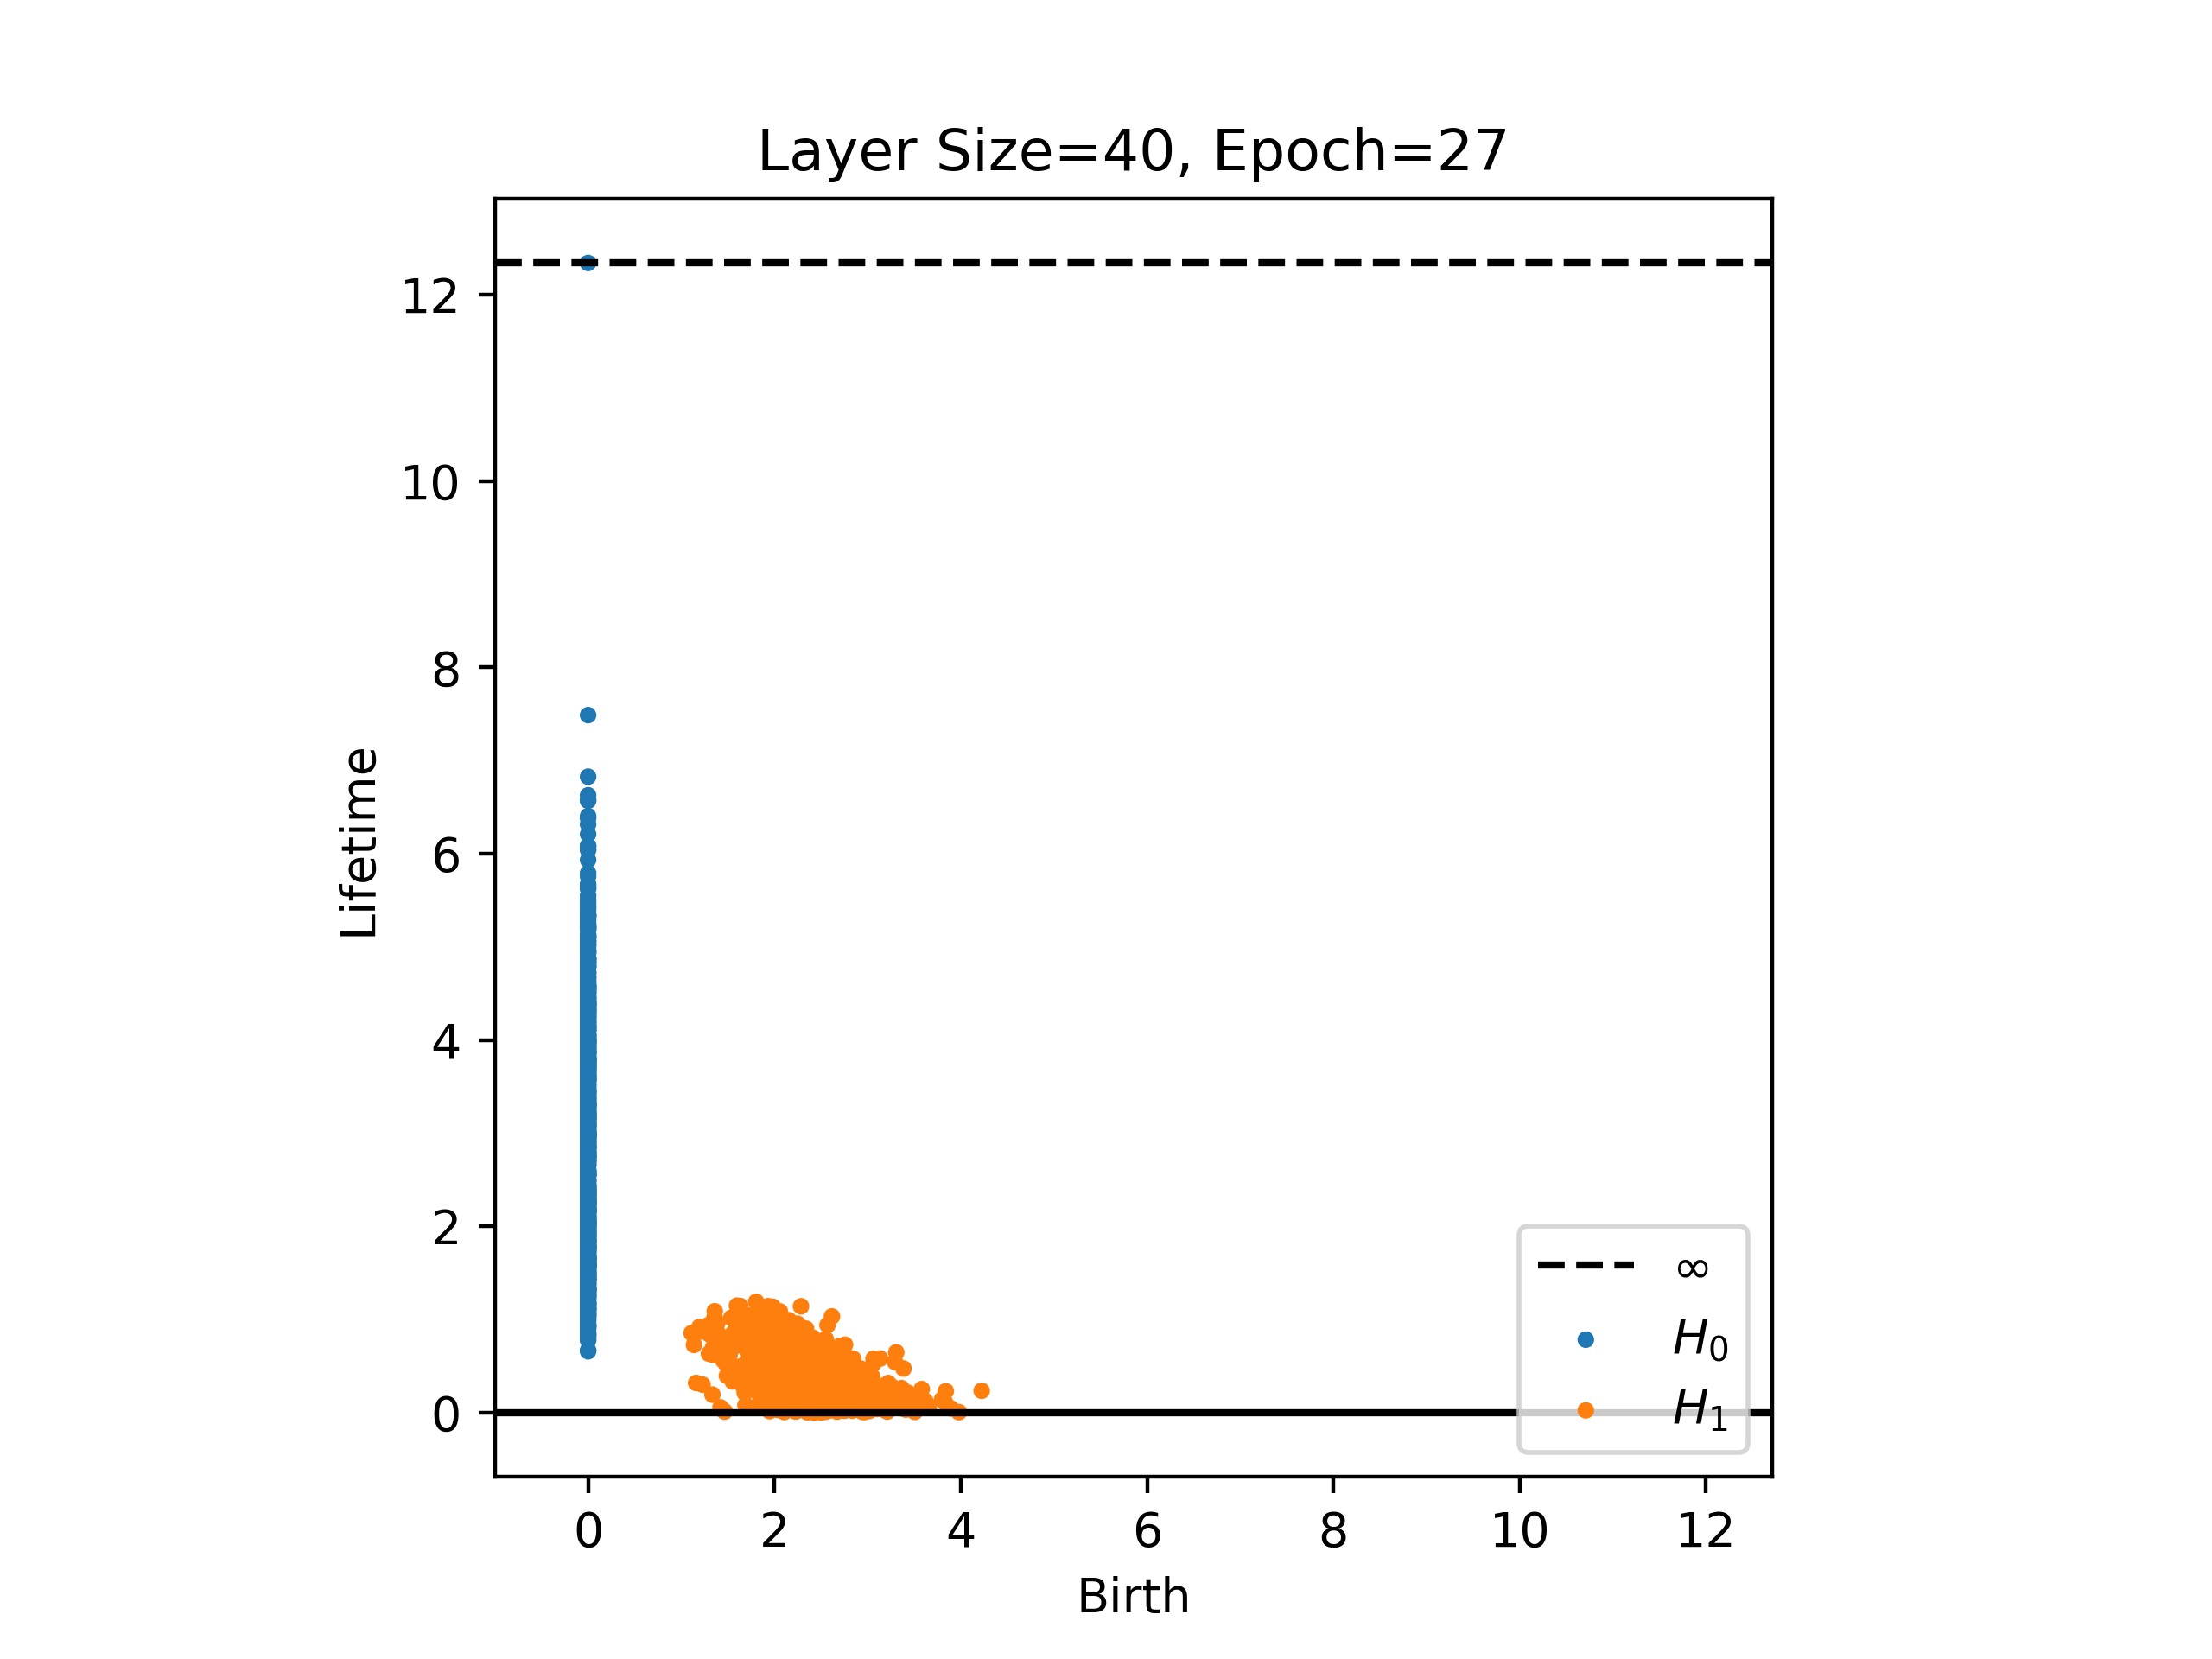 Layer Size=40, Epoch=27
Lifetime
12
10
8
6
4
2
0
∞
H₀
H₁
0 2 4 6 8 10 12
Birth